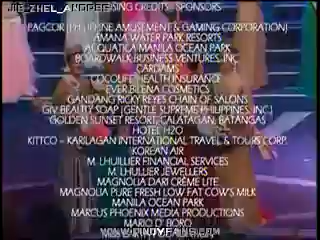 CLOSING CREDITS SPONSORS
PAGCOR [PHILIPPINE AMUSEMENT & GAMING CORPORATION]
AMANA WATER PARK RESORTS
ACQUATICA MANILA OCEAN PARK
BOARDWALK BUSINESS VENTURES, INC.
CARDAMS
COCOLIFE HEALTH INSURANCE
EVER BILENA COSMETICS
GANDANG RICKY REYES CHAIN OF SALONS
GIV BEAUTY SOAP [GENTLE SUPREME PHILIPPINES, INC.]
GOLDEN SUNSET RESORT, CALATAGAN, BATANGAS
HOTEL H2O
KITTCO - KARILAGAN INTERNATIONAL TRAVEL & TOURS CORP.
KOREAN AIR
M. LHUILLIER FINANCIAL SERVICES
M. LHUILLIER JEWELLERS
MAGNOLIA DARI CRÈME LITE
MAGNOLIA PURE FRESH LOW FAT COW'S MILK
MANILA OCEAN PARK
MARCUS PHOENIX MEDIA PRODUCTIONS
MARIO D' BORO